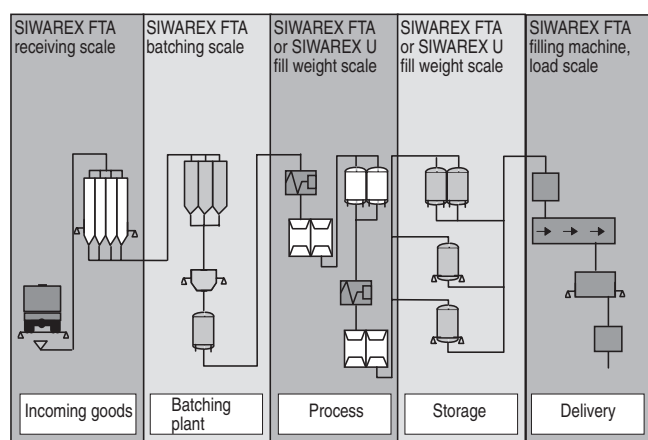 SIWAREX FTA
receiving scale
SIWAREX FTA
batching scale
SIWAREX FTA
or SIWAREX U
fill weight scale
SIWAREX FTA
or SIWAREX U
fill weight scale
SIWAREX FTA
filling machine,
load scale
Incoming goods
Batching
plant
Process
Storage
Delivery